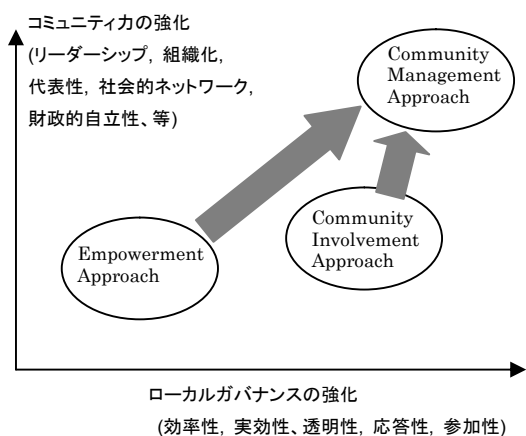 コミュニティ力の強化
(リーダーシップ, 組織化,
代表性, 社会的ネットワーク,
財政的自立性、等)
Community
Management
Approach
Community
Involvement
Approach
Empowerment
Approach
ローカルガバナンスの強化
(効率性, 実効性、透明性, 応答性, 参加性)